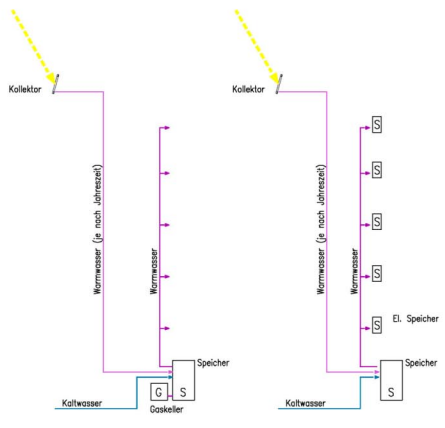 Kollektor
Warmwasser (je nach Jahreszeit)
Warmwasser
Speicher
G
S
Kaltwasser
Gaskeller
Kollektor
Warmwasser (je nach Jahreszeit)
Warmwasser
S
S
S
S
S
El. Speicher
Speicher
S
Kaltwasser